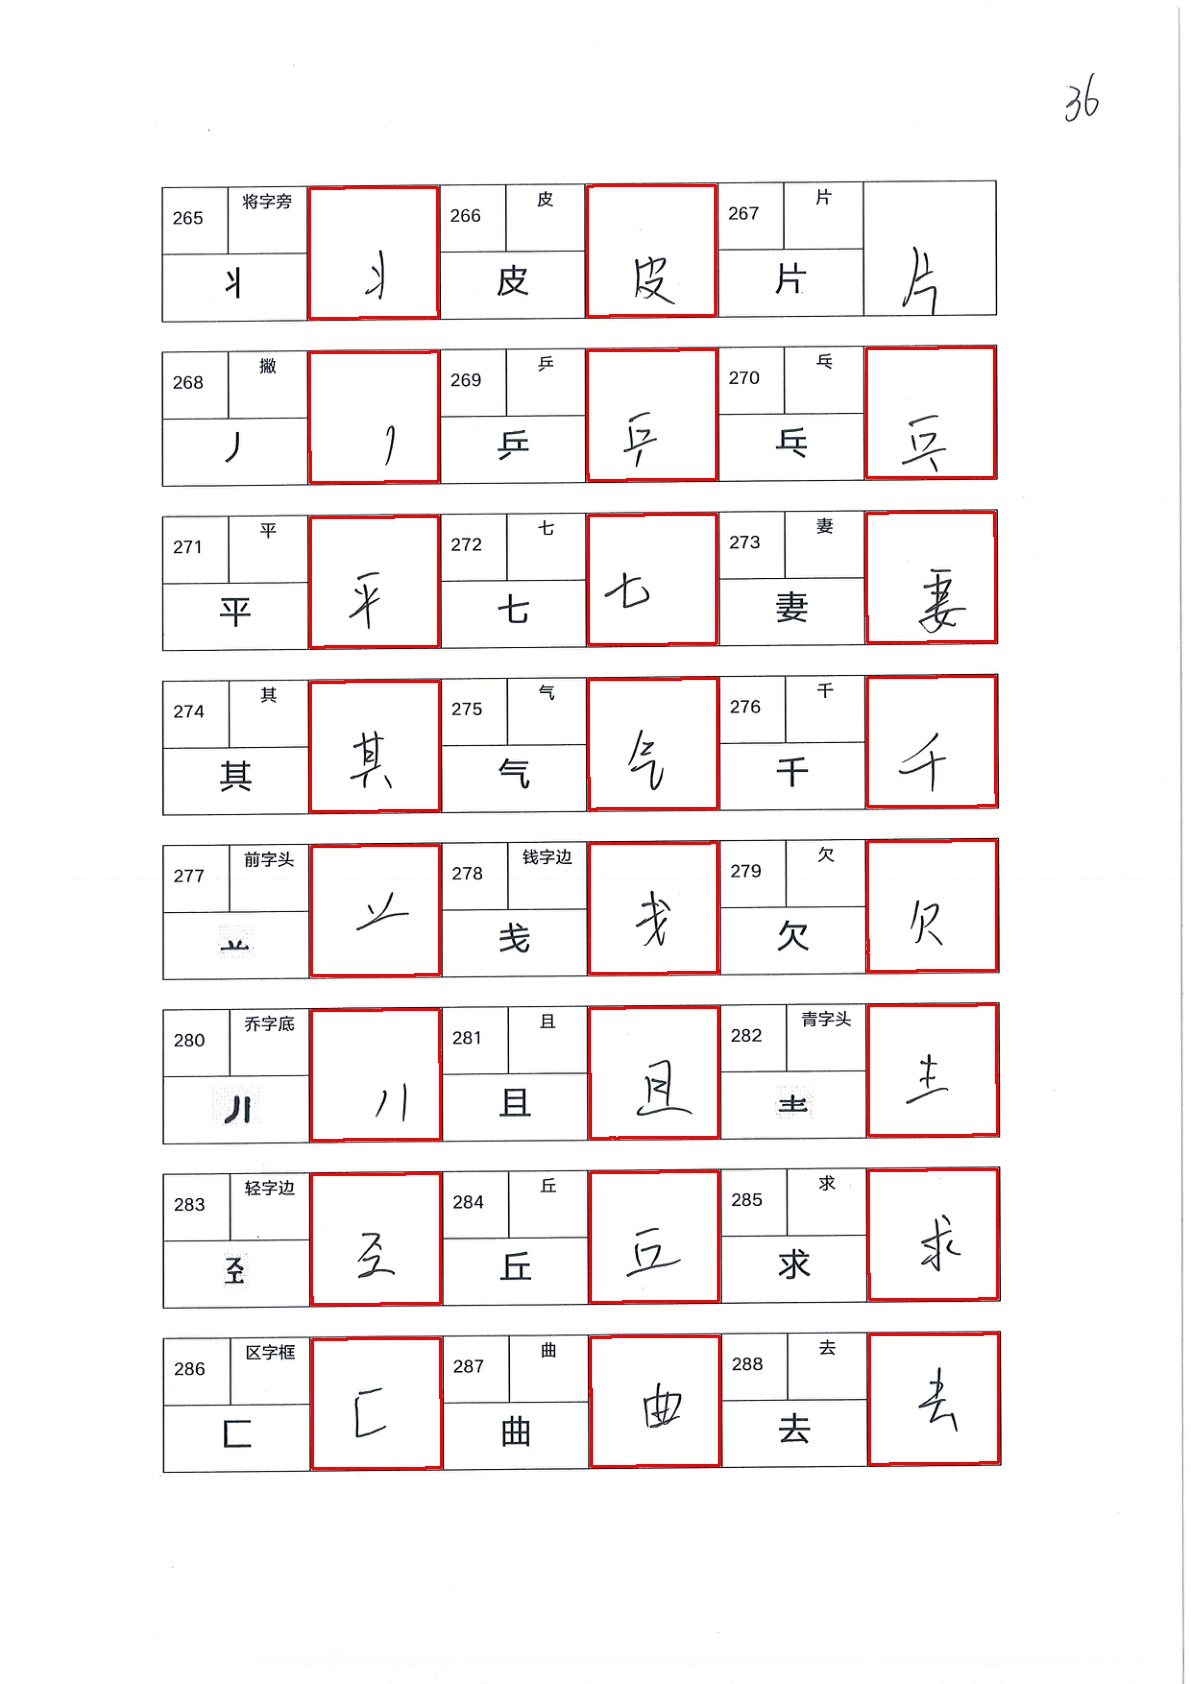 36
265 将字旁 丬 丬 266 皮 皮 皮 267 片 片 片
268 撇 丿 丿 269 乒 乒 乒 270 乓 乓 兵
271 平 平 平 272 七 七 七 273 妻 妻 妻
274 其 其 其 275 气 气 气 276 千 千 千
277 前字头 䒑 䒑 278 钱字边 戋 戋 279 欠 欠 欠
280 乔字底 丿丨 丿丨 281 且 且 且 282 青字头 龶 龶
283 轻字边 𢀖 𢀖 284 丘 丘 丘 285 求 求 求
286 区字框 匚 匚 287 曲 曲 曲 288 去 去 去